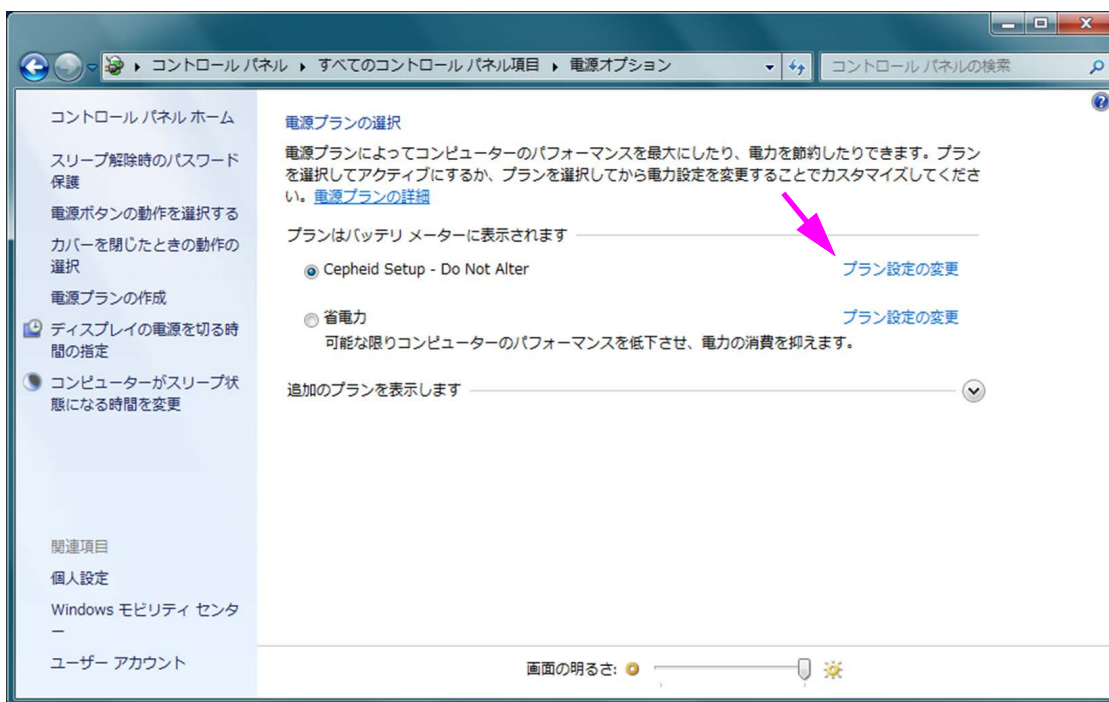 コントロール パネル ▸ すべてのコントロール パネル項目 ▸ 電源オプション
コントロール パネルの検索
コントロール パネル ホーム
スリープ解除時のパスワード
保護
電源ボタンの動作を選択する
カバーを閉じたときの動作の
選択
電源プランの作成
ディスプレイの電源を切る時
間の指定
コンピューターがスリープ状
態になる時間を変更
関連項目
個人設定
Windows モビリティ センタ
ー
ユーザー アカウント
電源プランの選択
電源プランによってコンピューターのパフォーマンスを最大にしたり、電力を節約したりできます。プラン
を選択してアクティブにするか、プランを選択してから電力設定を変更することでカスタマイズしてくださ
い。電源プランの詳細
プランはバッテリ メーターに表示されます
Cepheid Setup - Do Not Alter プラン設定の変更
省電力 プラン設定の変更
可能な限りコンピューターのパフォーマンスを低下させ、電力の消費を抑えます。
追加のプランを表示します
画面の明るさ: